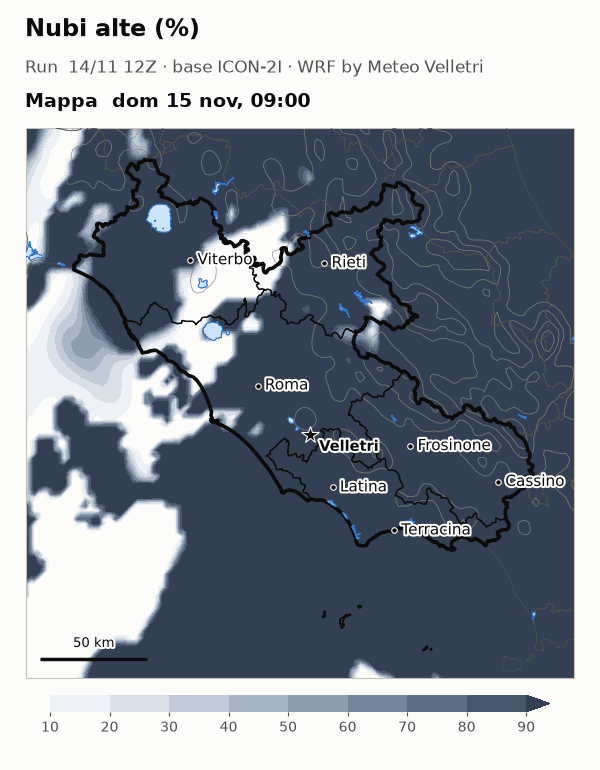 Nubi alte (%)
Run  14/11 12Z · base ICON-2I · WRF by Meteo Velletri
Mappa  dom 15 nov, 09:00
Viterbo
Rieti
Roma
Velletri
Frosinone
Cassino
Latina
Terracina
50 km
10 20 30 40 50 60 70 80 90